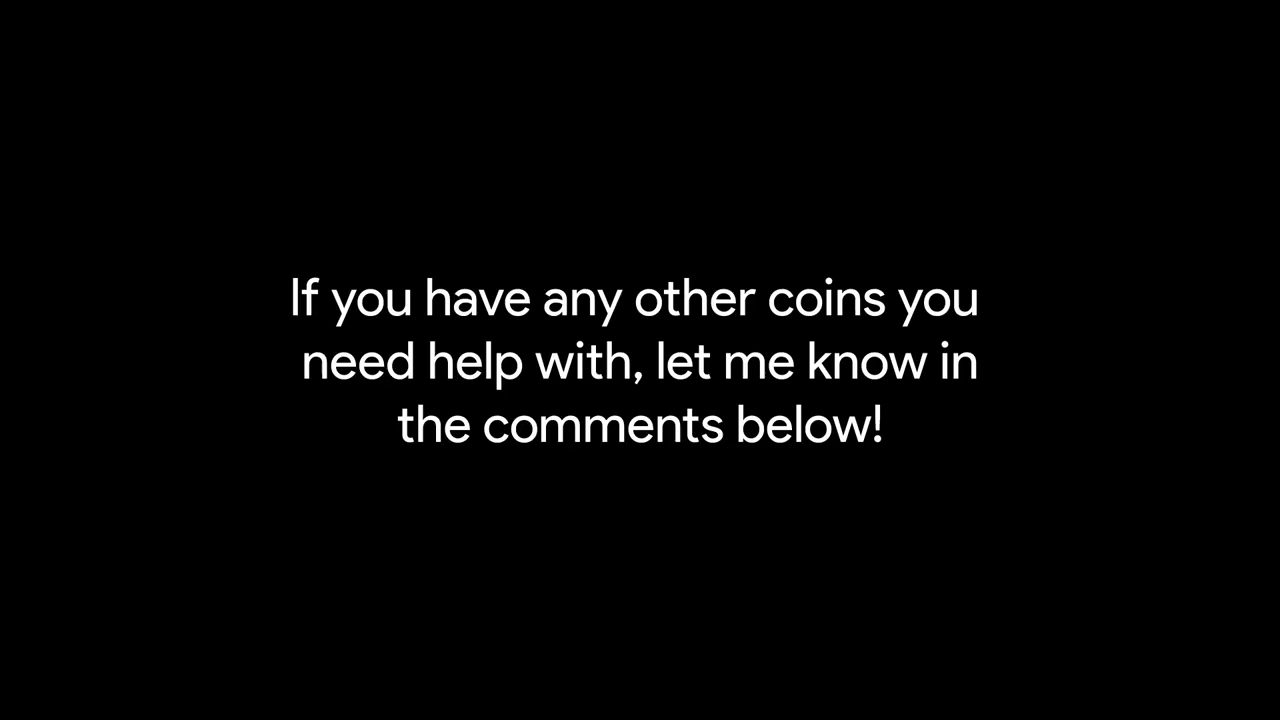 If you have any other coins you
need help with, let me know in
the comments below!